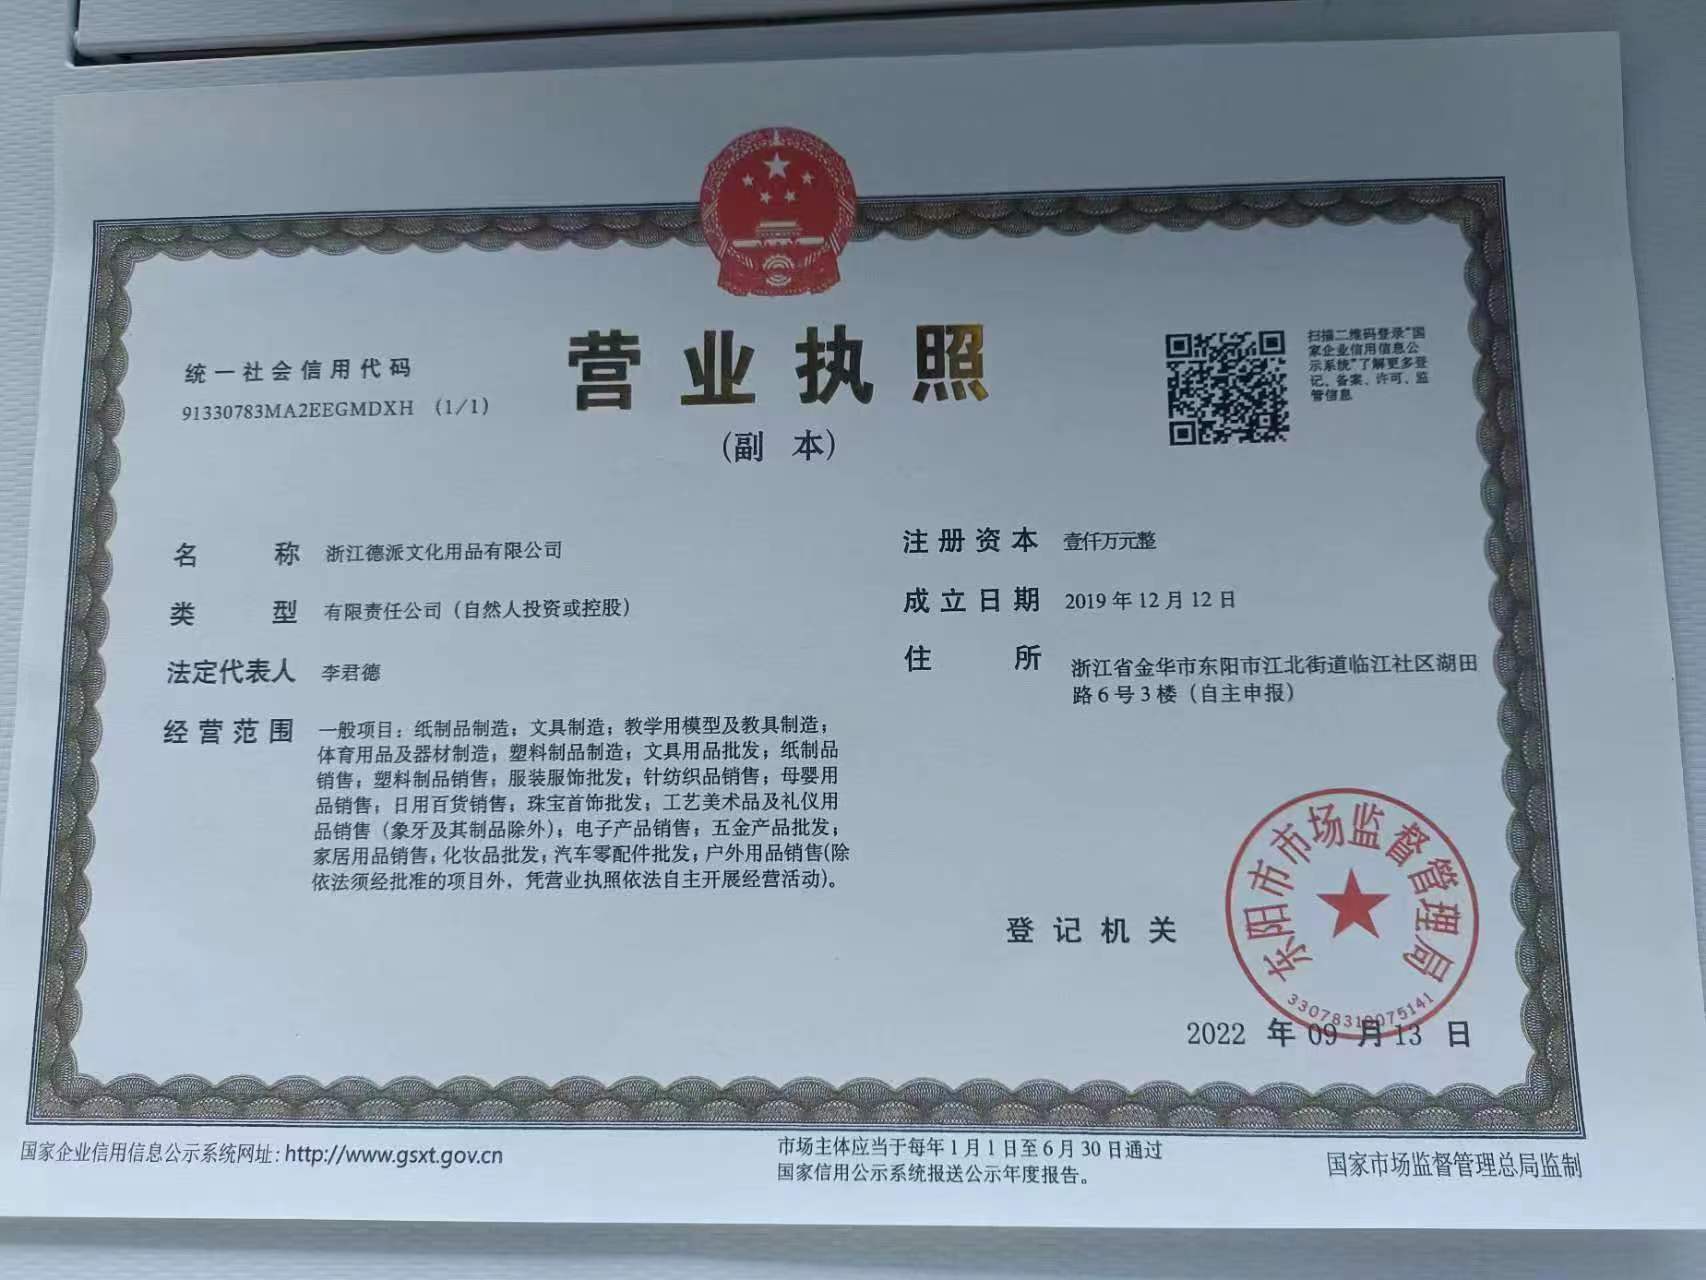 统一社会信用代码
91330783MA2EEGMDXH （1/1）
营业执照
(副 本)
扫描二维码登录"国
家企业信用信息公
示系统"了解更多登
记、备案、许可、监
管信息
名 称 浙江德派文化用品有限公司
类 型 有限责任公司（自然人投资或控股）
法定代表人 李君德
经营范围 一般项目：纸制品制造；文具制造；教学用模型及教具制造；
体育用品及器材制造；塑料制品制造；文具用品批发；纸制品
销售；塑料制品销售；服装服饰批发；针纺织品销售；母婴用
品销售；日用百货销售；珠宝首饰批发；工艺美术品及礼仪用
品销售（象牙及其制品除外）；电子产品销售；五金产品批发；
家居用品销售；化妆品批发；汽车零配件批发；户外用品销售(除
依法须经批准的项目外，凭营业执照依法自主开展经营活动)。
注册资本 壹仟万元整
成立日期 2019年12月12日
住 所 浙江省金华市东阳市江北街道临江社区湖田
路6号3楼（自主申报）
登记机关
东阳市市场监督管理局
33078310075141
2022 年 09 月 13 日
国家企业信用信息公示系统网址：http://www.gsxt.gov.cn
市场主体应当于每年1月1日至6月30日通过
国家信用公示系统报送公示年度报告。
国家市场监督管理总局监制